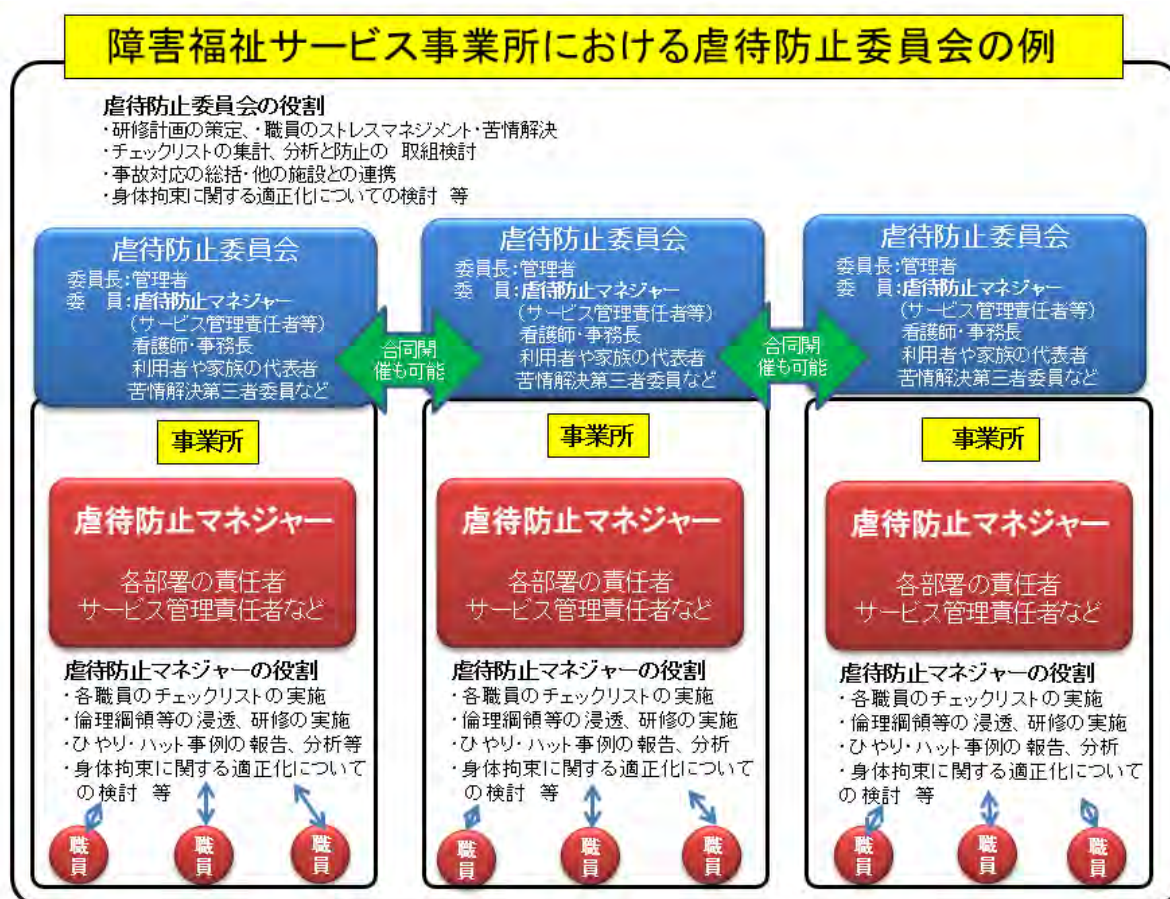 障害福祉サービス事業所における虐待防止委員会の例
虐待防止委員会の役割
・研修計画の策定、・職員のストレスマネジメント・苦情解決
・チェックリストの集計、分析と防止の 取組検討
・事故対応の総括・他の施設との連携
・身体拘束に関する適正化についての検討 等
虐待防止委員会
委員長:管理者
委 員:虐待防止マネジャー
(サービス管理責任者等)
看護師・事務長
利用者や家族の代表者
苦情解決第三者委員など
合同開
催も可能
虐待防止委員会
委員長:管理者
委 員:虐待防止マネジャー
(サービス管理責任者等)
看護師・事務長
利用者や家族の代表者
苦情解決第三者委員など
合同開
催も可能
虐待防止委員会
委員長:管理者
委 員:虐待防止マネジャー
(サービス管理責任者等)
看護師・事務長
利用者や家族の代表者
苦情解決第三者委員など
事業所
虐待防止マネジャー
各部署の責任者
サービス管理責任者など
虐待防止マネジャーの役割
・各職員のチェックリストの実施
・倫理綱領等の浸透、研修の実施
・ひやり・ハット事例の報告、分析等
・身体拘束に関する適正化について
の検討 等
職
員
職
員
職
員
事業所
虐待防止マネジャー
各部署の責任者
サービス管理責任者など
虐待防止マネジャーの役割
・各職員のチェックリストの実施
・倫理綱領等の浸透、研修の実施
・ひやり・ハット事例の報告、分析
・身体拘束に関する適正化について
の検討 等
職
員
職
員
職
員
事業所
虐待防止マネジャー
各部署の責任者
サービス管理責任者など
虐待防止マネジャーの役割
・各職員のチェックリストの実施
・倫理綱領等の浸透、研修の実施
・ひやり・ハット事例の報告、分析
・身体拘束に関する適正化について
の検討 等
職
員
職
員
職
員